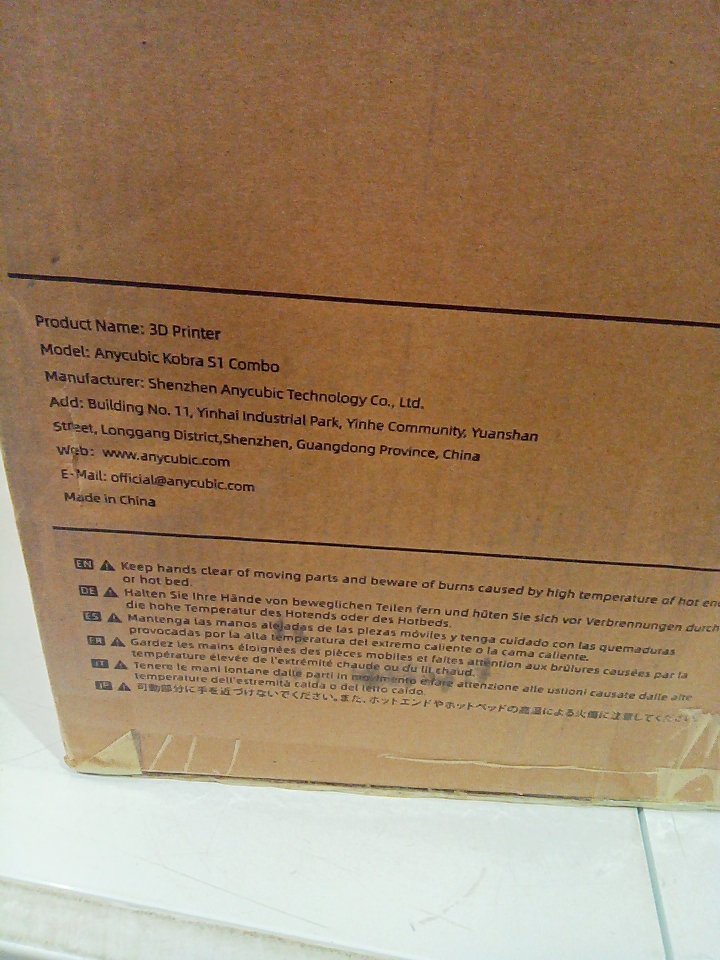 Product Name: 3D Printer
Model: Anycubic Kobra S1 Combo
Manufacturer: Shenzhen Anycubic Technology Co., Ltd.
Add: Building No. 11, Yinhai Industrial Park, Yinhe Community, Yuanshan
Street, Longgang District,Shenzhen, Guangdong Province, China
Web: www.anycubic.com
E-Mail: official@anycubic.com
Made in China
EN Keep hands clear of moving parts and beware of burns caused by high temperature of hot end
or hot bed.
DE Halten Sie Ihre Hände von beweglichen Teilen fern und hüten Sie sich vor Verbrennungen durch
die hohe Temperatur des Hotends oder des Hotbeds.
ES Mantenga las manos alejadas de las piezas móviles y tenga cuidado con las quemaduras
provocadas por la alta temperatura del extremo caliente o la cama caliente.
FR Gardez les mains éloignées des pièces mobiles et faites attention aux brûlures causées par la
température élevée de l'extrémité chaude ou du lit chaud.
IT Tenere le mani lontane dalle parti in movimento e fare attenzione alle ustioni causate dalle alte
temperature dell'estremità calda o del letto caldo.
JP 可動部分に手を近づけないでください。また、ホットエンドやホットベッドの高温による火傷に注意してください